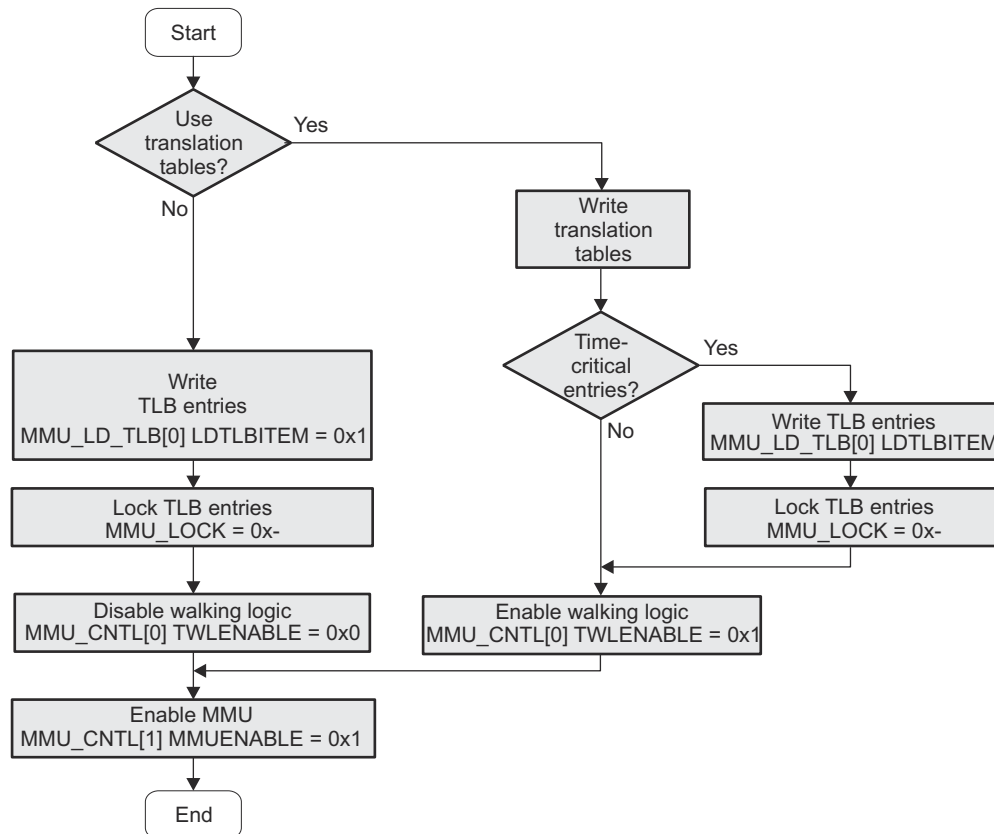 Start
Use
translation
tables?
Yes
No
Write
translation
tables
Time-
critical
entries?
Yes
No
Write
TLB entries
MMU_LD_TLB[0] LDTLBITEM = 0x1
Write TLB entries
MMU_LD_TLB[0] LDTLBITEM
Lock TLB entries
MMU_LOCK = 0x-
Lock TLB entries
MMU_LOCK = 0x-
Disable walking logic
MMU_CNTL[0] TWLENABLE = 0x0
Enable walking logic
MMU_CNTL[0] TWLENABLE = 0x1
Enable MMU
MMU_CNTL[1] MMUENABLE = 0x1
End